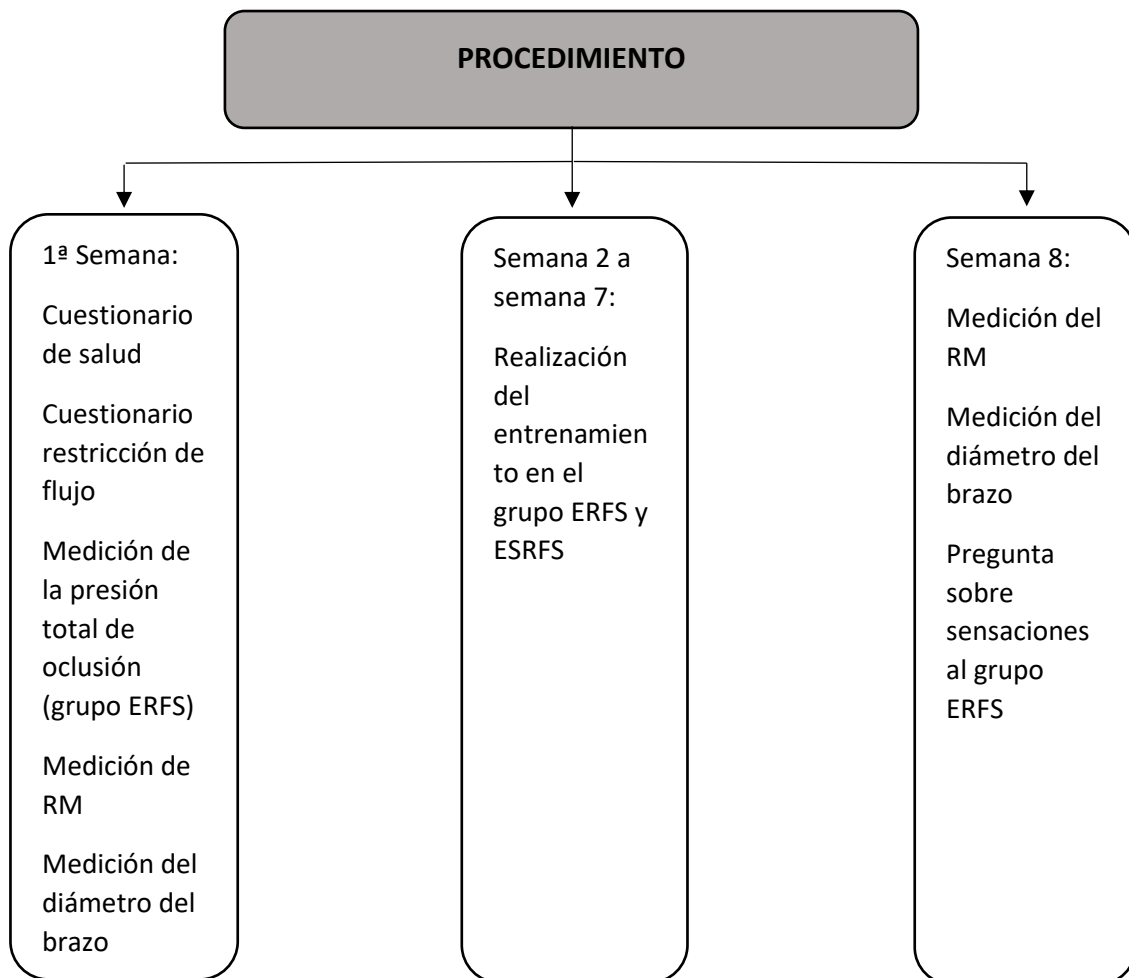 PROCEDIMIENTO
1ª Semana:
Cuestionario
de salud
Cuestionario
restricción de
flujo
Medición de
la presión
total de
oclusión
(grupo ERFS)
Medición de
RM
Medición del
diámetro del
brazo
Semana 2 a
semana 7:
Realización
del
entrenamien
to en el
grupo ERFS y
ESRFS
Semana 8:
Medición del
RM
Medición del
diámetro del
brazo
Pregunta
sobre
sensaciones
al grupo
ERFS